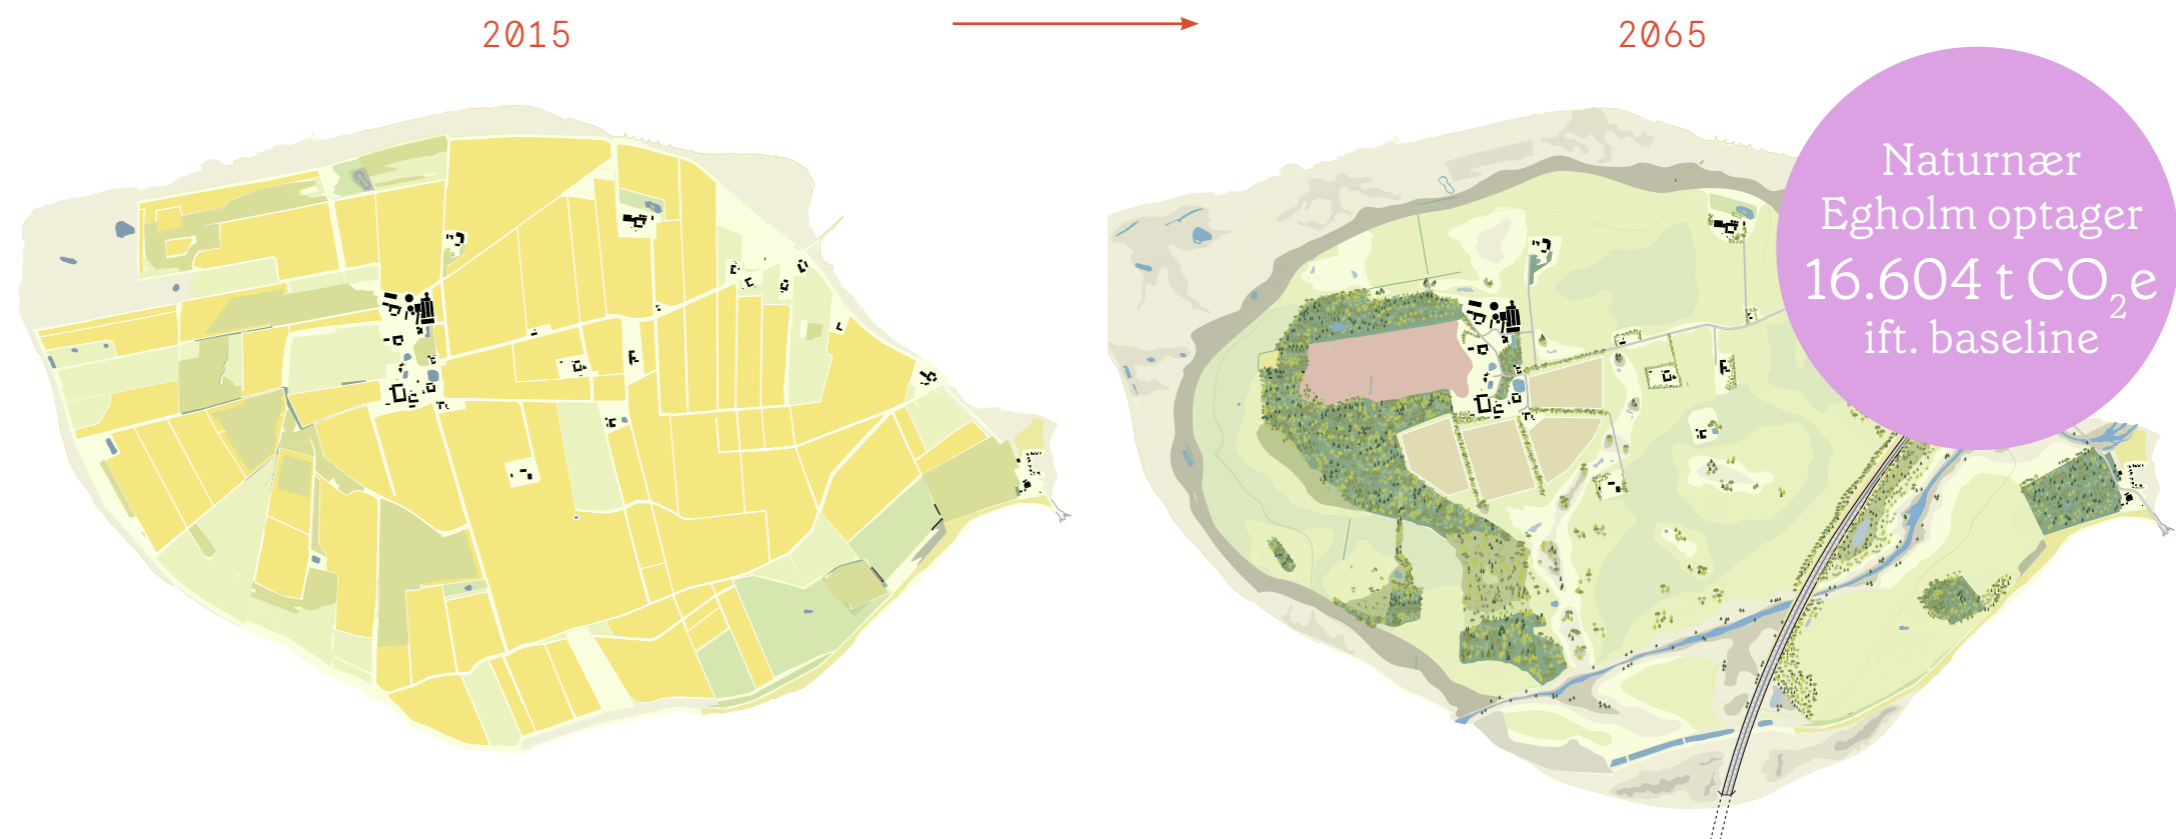 2015
2065
Naturnær
Egholm optager
16.604 t CO₂e
ift. baseline